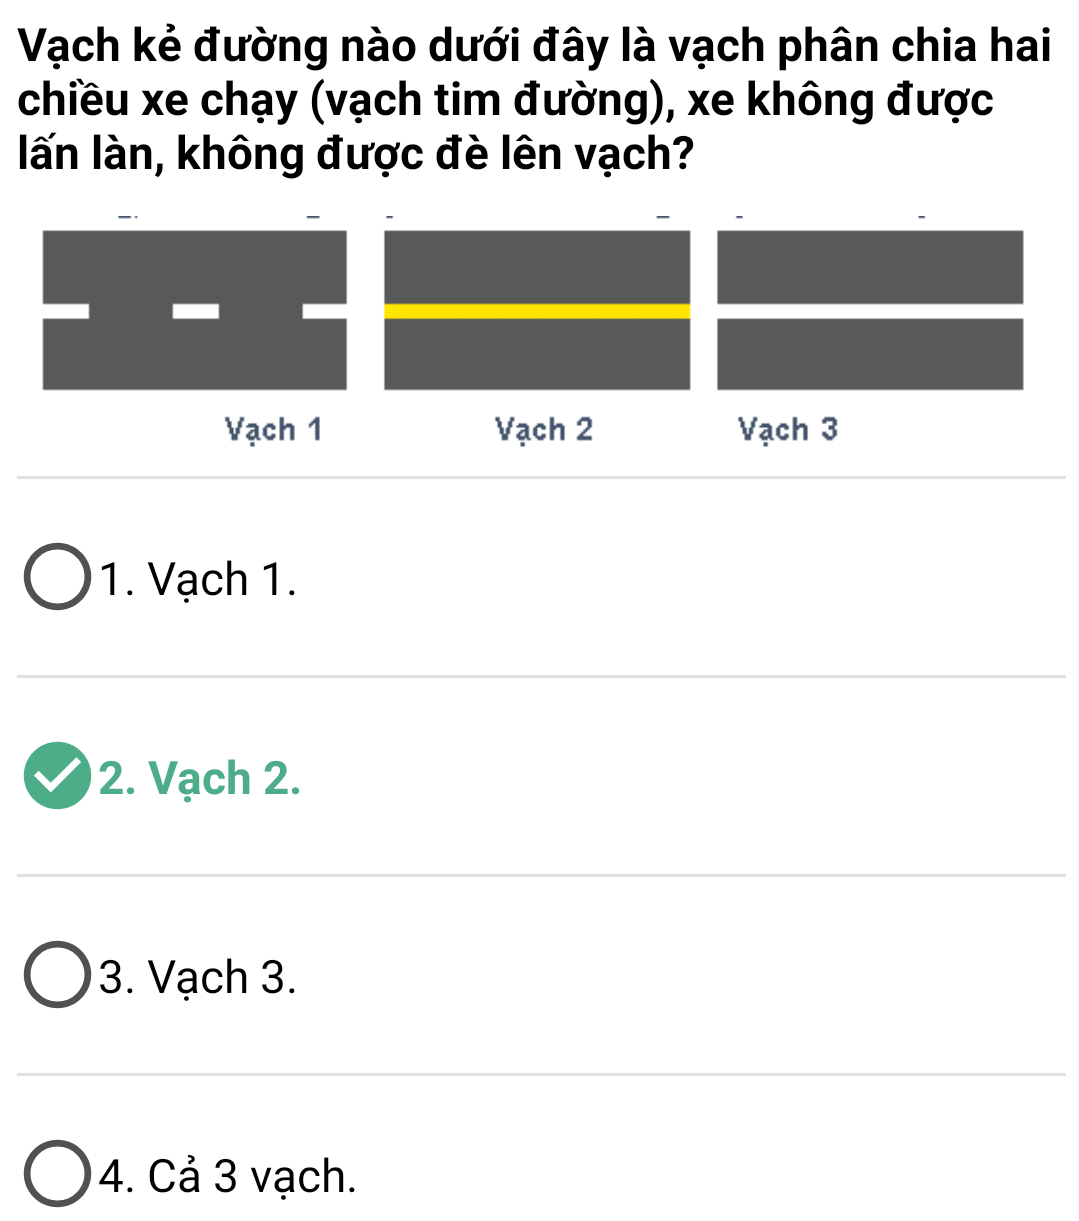 Vạch kẻ đường nào dưới đây là vạch phân chia hai
chiều xe chạy (vạch tim đường), xe không được
lấn làn, không được đè lên vạch?
Vạch 1 Vạch 2 Vạch 3
1. Vạch 1.
2. Vạch 2.
3. Vạch 3.
4. Cả 3 vạch.